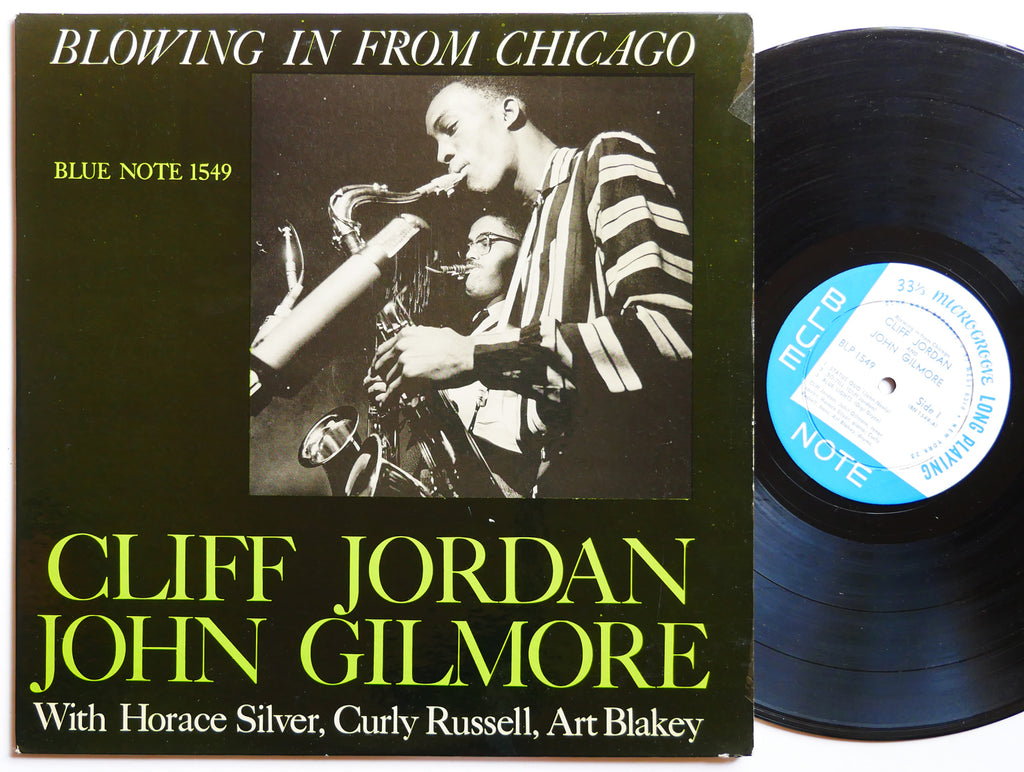 BLOWING IN FROM CHICAGO
BLUE NOTE 1549
CLIFF JORDAN
JOHN GILMORE
With Horace Silver, Curly Russell, Art Blakey
33⅓ MICROGROOVE LONG PLAYING
BLUE
NOTE
CLIFF JORDAN
AND
JOHN GILMORE
BLP 1549
Side 1